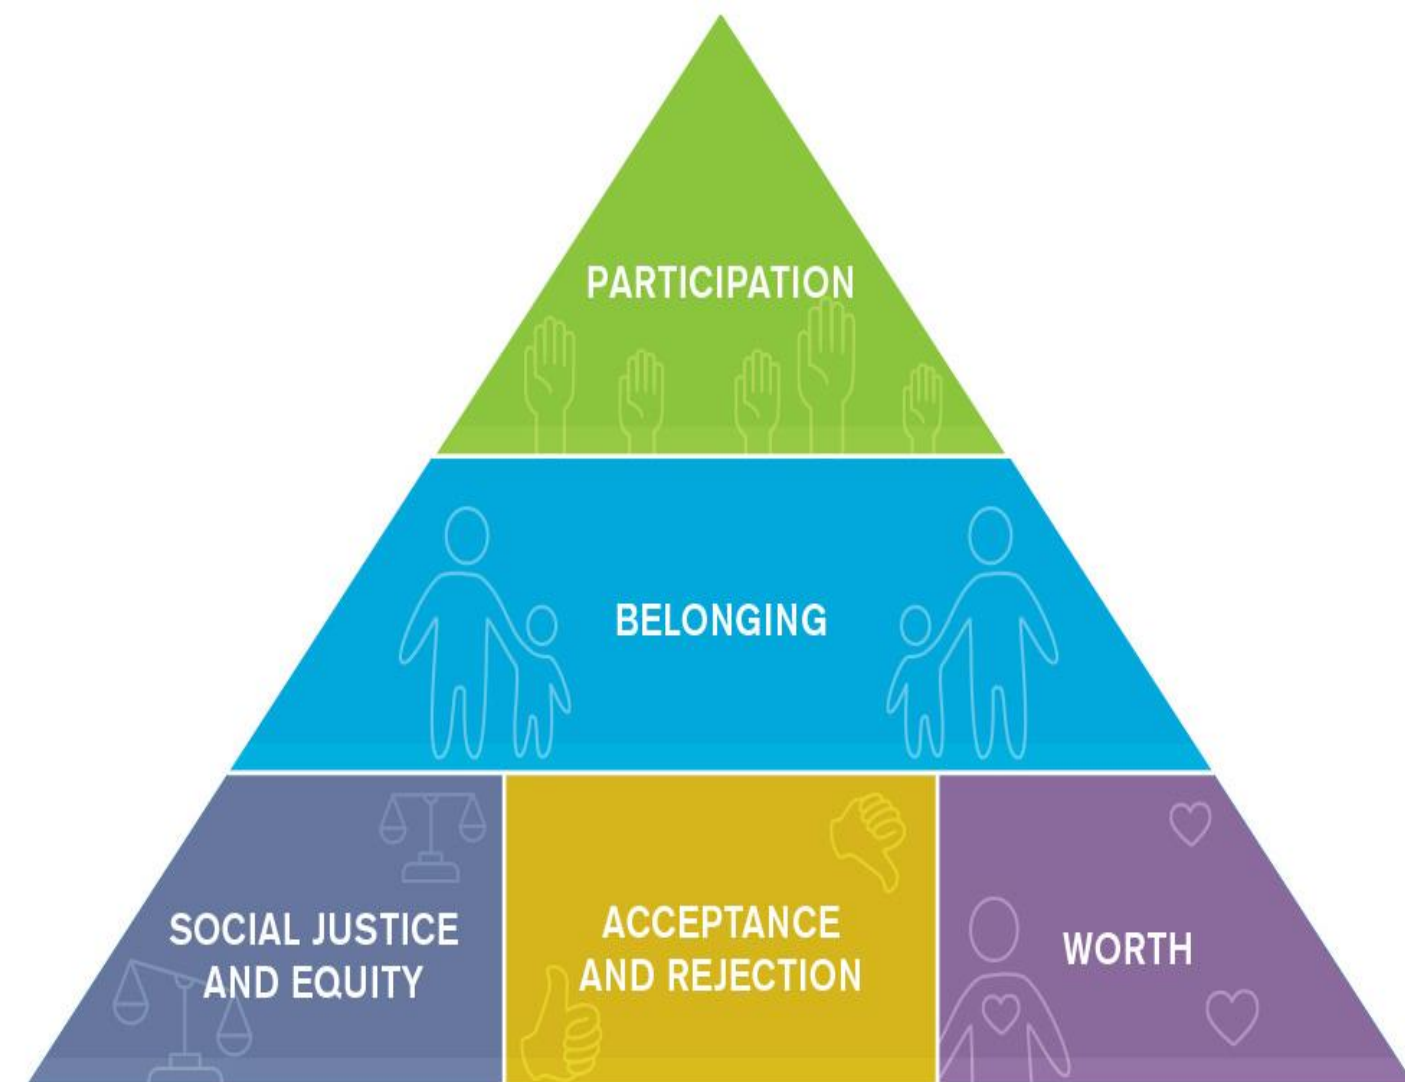 PARTICIPATION
BELONGING
SOCIAL JUSTICE
AND EQUITY
ACCEPTANCE
AND REJECTION
WORTH